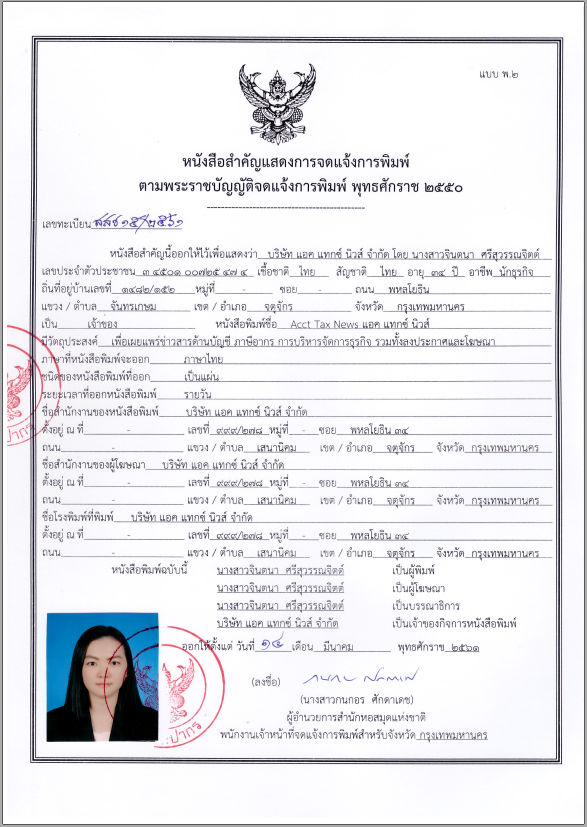 แบบ พ.๒
หนังสือสำคัญแสดงการจดแจ้งการพิมพ์
ตามพระราชบัญญัติจดแจ้งการพิมพ์ พุทธศักราช ๒๕๕๐
เลขทะเบียน สสช ๑๕/๒๕๖๑
หนังสือสำคัญนี้ออกให้ไว้เพื่อแสดงว่า บริษัท แอค แทกซ์ นิวส์ จำกัด โดย นางสาวจินตนา ศรีสุวรรณจิตต์
เลขประจำตัวประชาชน ๓ ๔๕๐๑ ๐๐๗๒๕ ๔๗ ๔ เชื้อชาติ ไทย สัญชาติ ไทย อายุ ๓๔ ปี อาชีพ นักธุรกิจ
ถิ่นที่อยู่บ้านเลขที่ ๑๔๘๒/๑๕๒ หมู่ที่ - ซอย - ถนน พหลโยธิน
แขวง / ตำบล จันทรเกษม เขต / อำเภอ จตุจักร จังหวัด กรุงเทพมหานคร
เป็น เจ้าของ หนังสือพิมพ์ชื่อ Acct Tax News แอค แทกซ์ นิวส์
มีวัตถุประสงค์ เพื่อเผยแพร่ข่าวสารด้านบัญชี ภาษีอากร การบริหารจัดการธุรกิจ รวมทั้งลงประกาศและโฆษณา
ภาษาที่หนังสือพิมพ์จะออก ภาษาไทย
ชนิดของหนังสือพิมพ์ที่ออก เป็นแผ่น
ระยะเวลาที่ออกหนังสือพิมพ์ รายวัน
ชื่อสำนักงานของหนังสือพิมพ์ บริษัท แอค แทกซ์ นิวส์ จำกัด
ตั้งอยู่ ณ ที่ - เลขที่ ๙๙๙/๒๗๘ หมู่ที่ - ซอย พหลโยธิน ๓๔
ถนน - แขวง / ตำบล เสนานิคม เขต / อำเภอ จตุจักร จังหวัด กรุงเทพมหานคร
ชื่อสำนักงานของผู้โฆษณา บริษัท แอค แทกซ์ นิวส์ จำกัด
ตั้งอยู่ ณ ที่ - เลขที่ ๙๙๙/๒๗๘ หมู่ที่ - ซอย พหลโยธิน ๓๔
ถนน - แขวง / ตำบล เสนานิคม เขต / อำเภอ จตุจักร จังหวัด กรุงเทพมหานคร
ชื่อโรงพิมพ์ที่พิมพ์ บริษัท แอค แทกซ์ นิวส์ จำกัด
ตั้งอยู่ ณ ที่ - เลขที่ ๙๙๙/๒๗๘ หมู่ที่ - ซอย พหลโยธิน ๓๔
ถนน - แขวง / ตำบล เสนานิคม เขต / อำเภอ จตุจักร จังหวัด กรุงเทพมหานคร
หนังสือพิมพ์ฉบับนี้ นางสาวจินตนา ศรีสุวรรณจิตต์ เป็นผู้พิมพ์
นางสาวจินตนา ศรีสุวรรณจิตต์ เป็นผู้โฆษณา
นางสาวจินตนา ศรีสุวรรณจิตต์ เป็นบรรณาธิการ
บริษัท แอค แทกซ์ นิวส์ จำกัด เป็นเจ้าของกิจการหนังสือพิมพ์
ออกให้ตั้งแต่ วันที่ ๑๔ เดือน มีนาคม พุทธศักราช ๒๕๖๑
(ลงชื่อ)
(นางสาวกนกอร ศักดาเดช)
ผู้อำนวยการสำนักหอสมุดแห่งชาติ
พนักงานเจ้าหน้าที่จดแจ้งการพิมพ์สำหรับจังหวัด กรุงเทพมหานคร